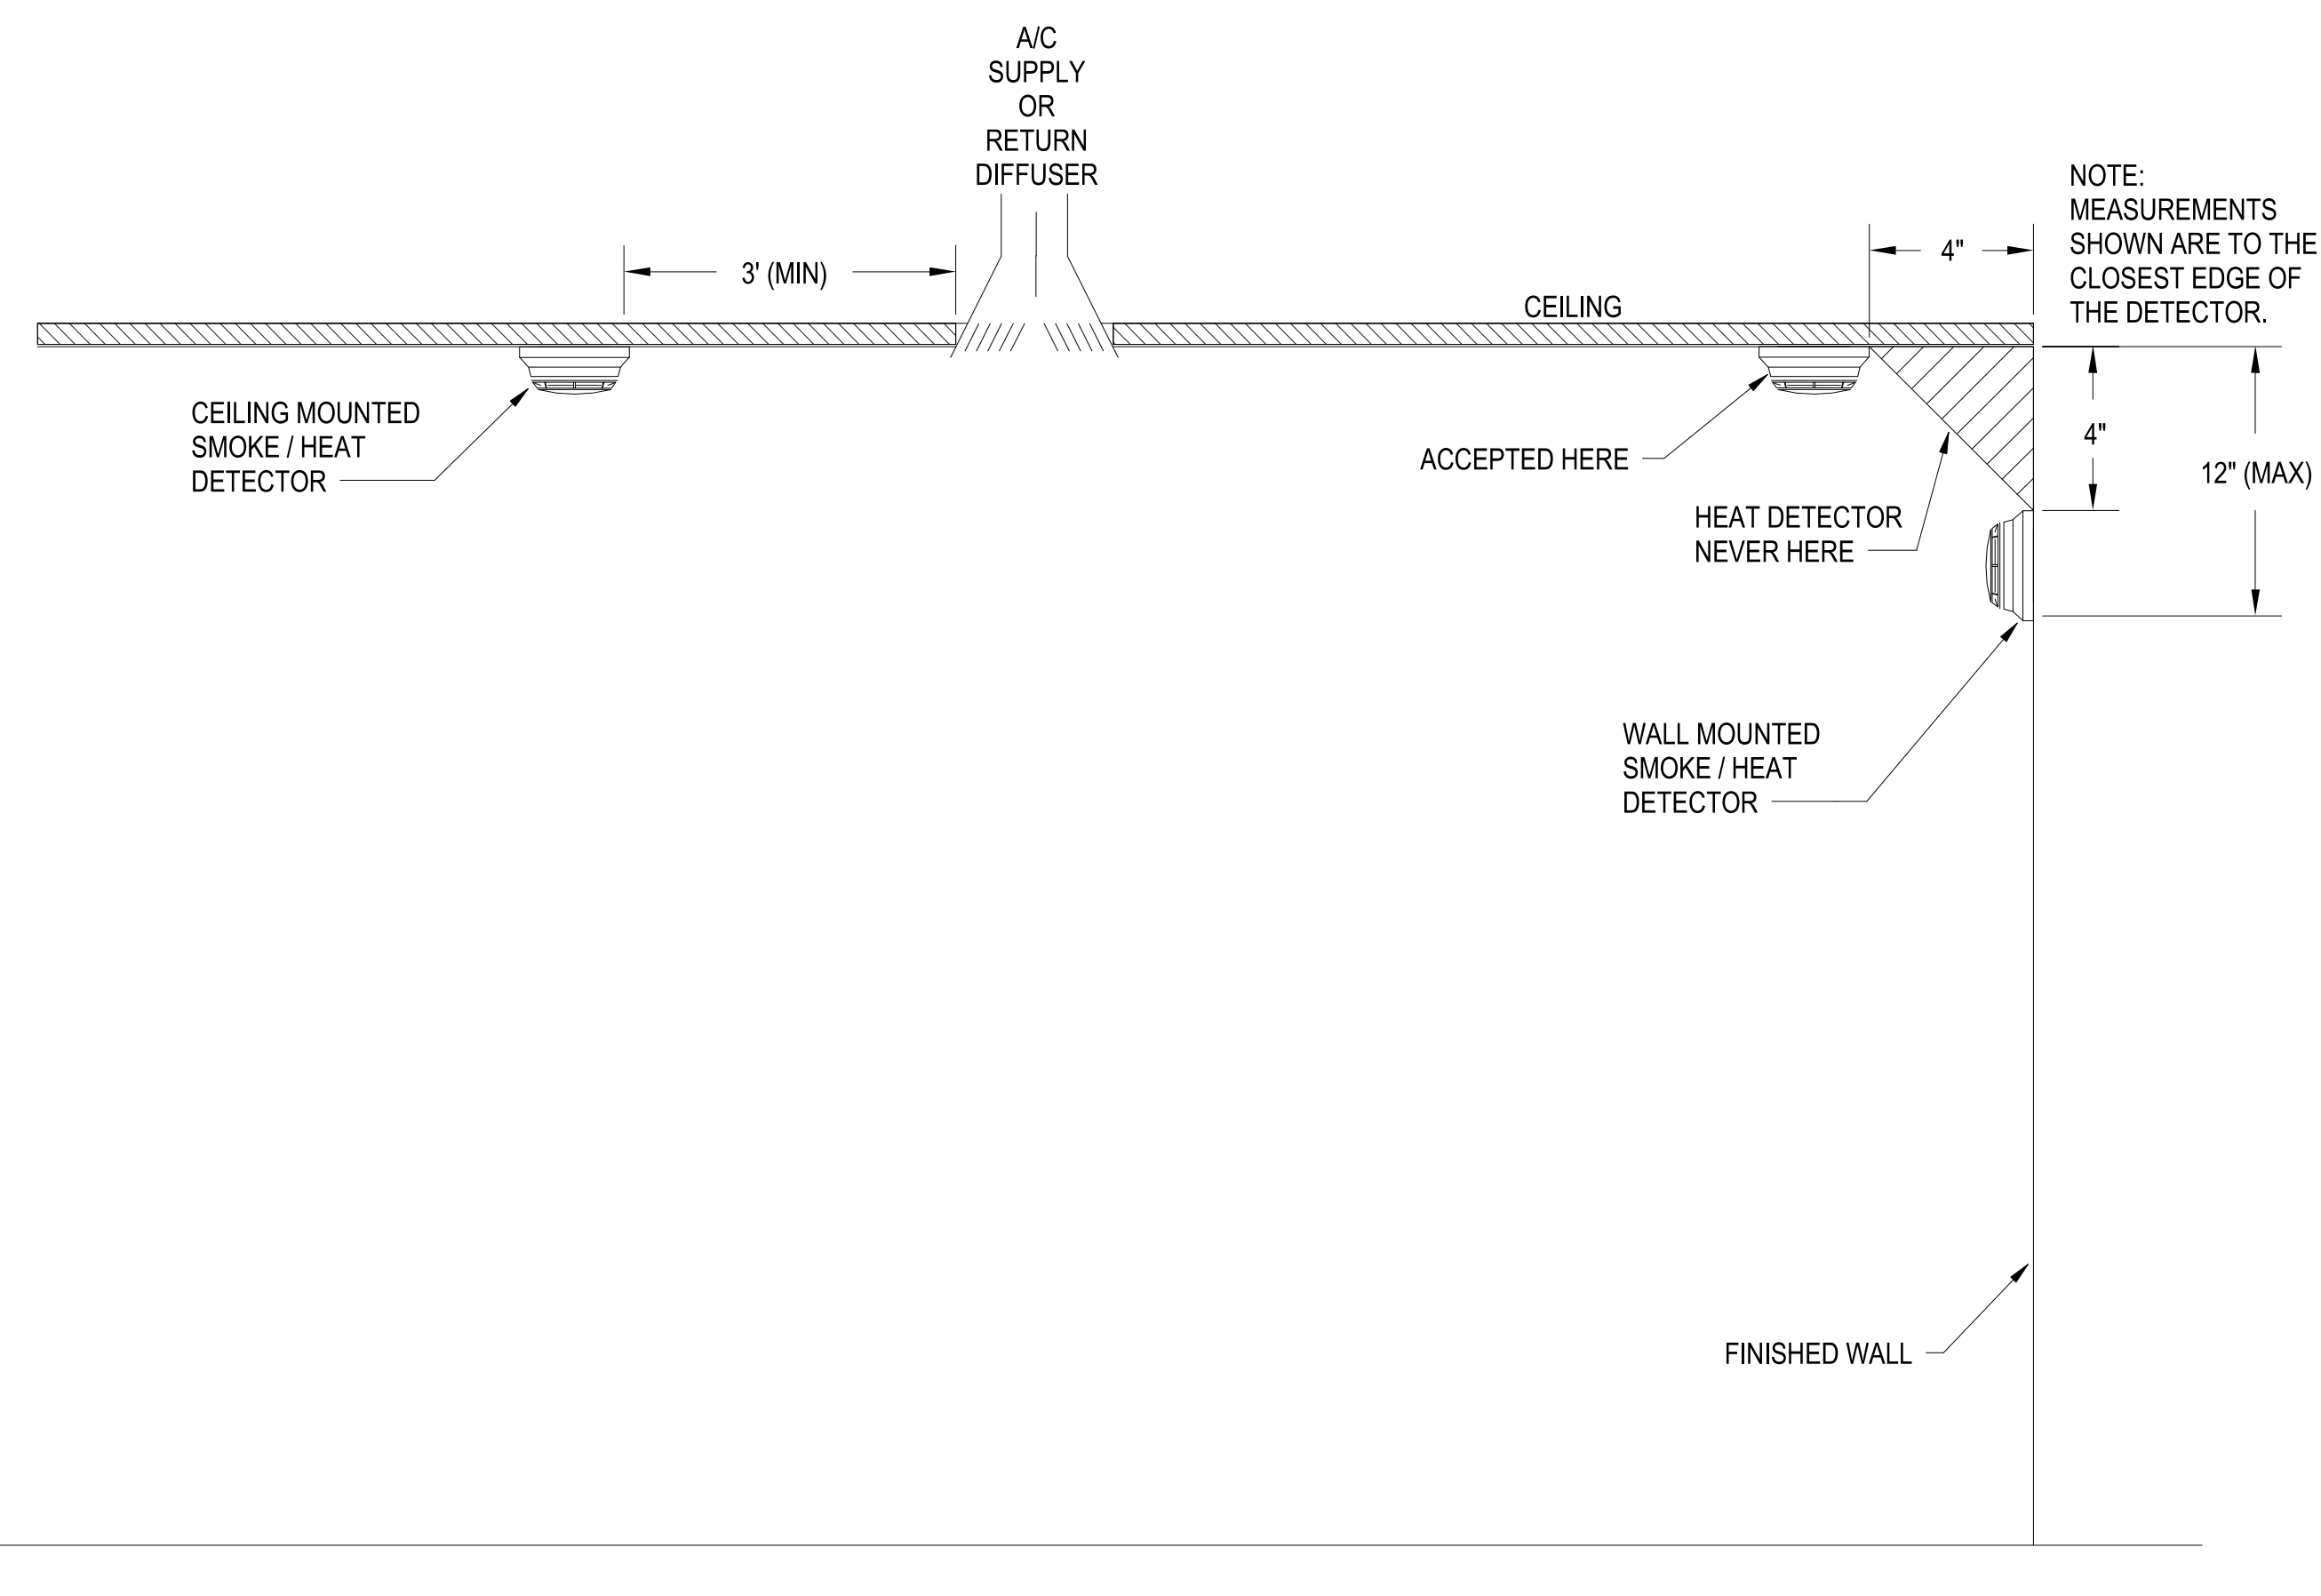 A/C
SUPPLY
OR
RETURN
DIFFUSER
NOTE:
MEASUREMENTS
SHOWN ARE TO THE
CLOSEST EDGE OF
THE DETECTOR.
3' (MIN)
4"
CEILING
CEILING MOUNTED
SMOKE / HEAT
DETECTOR
ACCEPTED HERE
4"
12" (MAX)
HEAT DETECTOR
NEVER HERE
WALL MOUNTED
SMOKE / HEAT
DETECTOR
FINISHED WALL